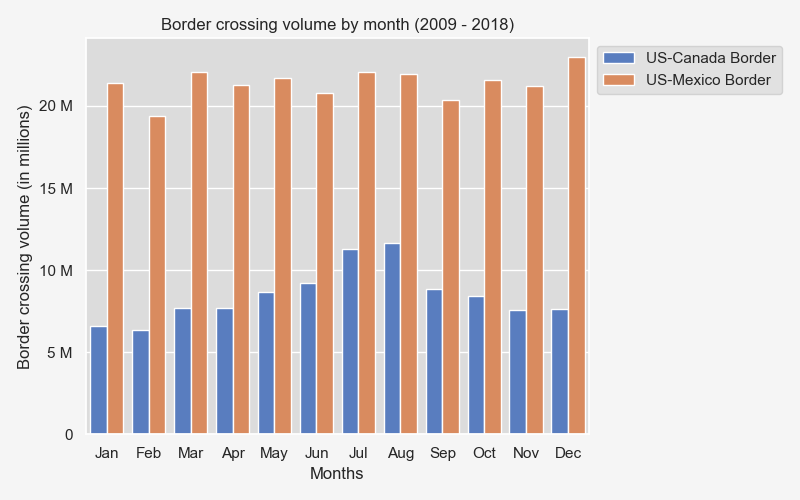 Border crossing volume by month (2009 - 2018)
US-Canada Border
US-Mexico Border
Border crossing volume (in millions)
20 M
15 M
10 M
5 M
0
Jan Feb Mar Apr May Jun Jul Aug Sep Oct Nov Dec
Months